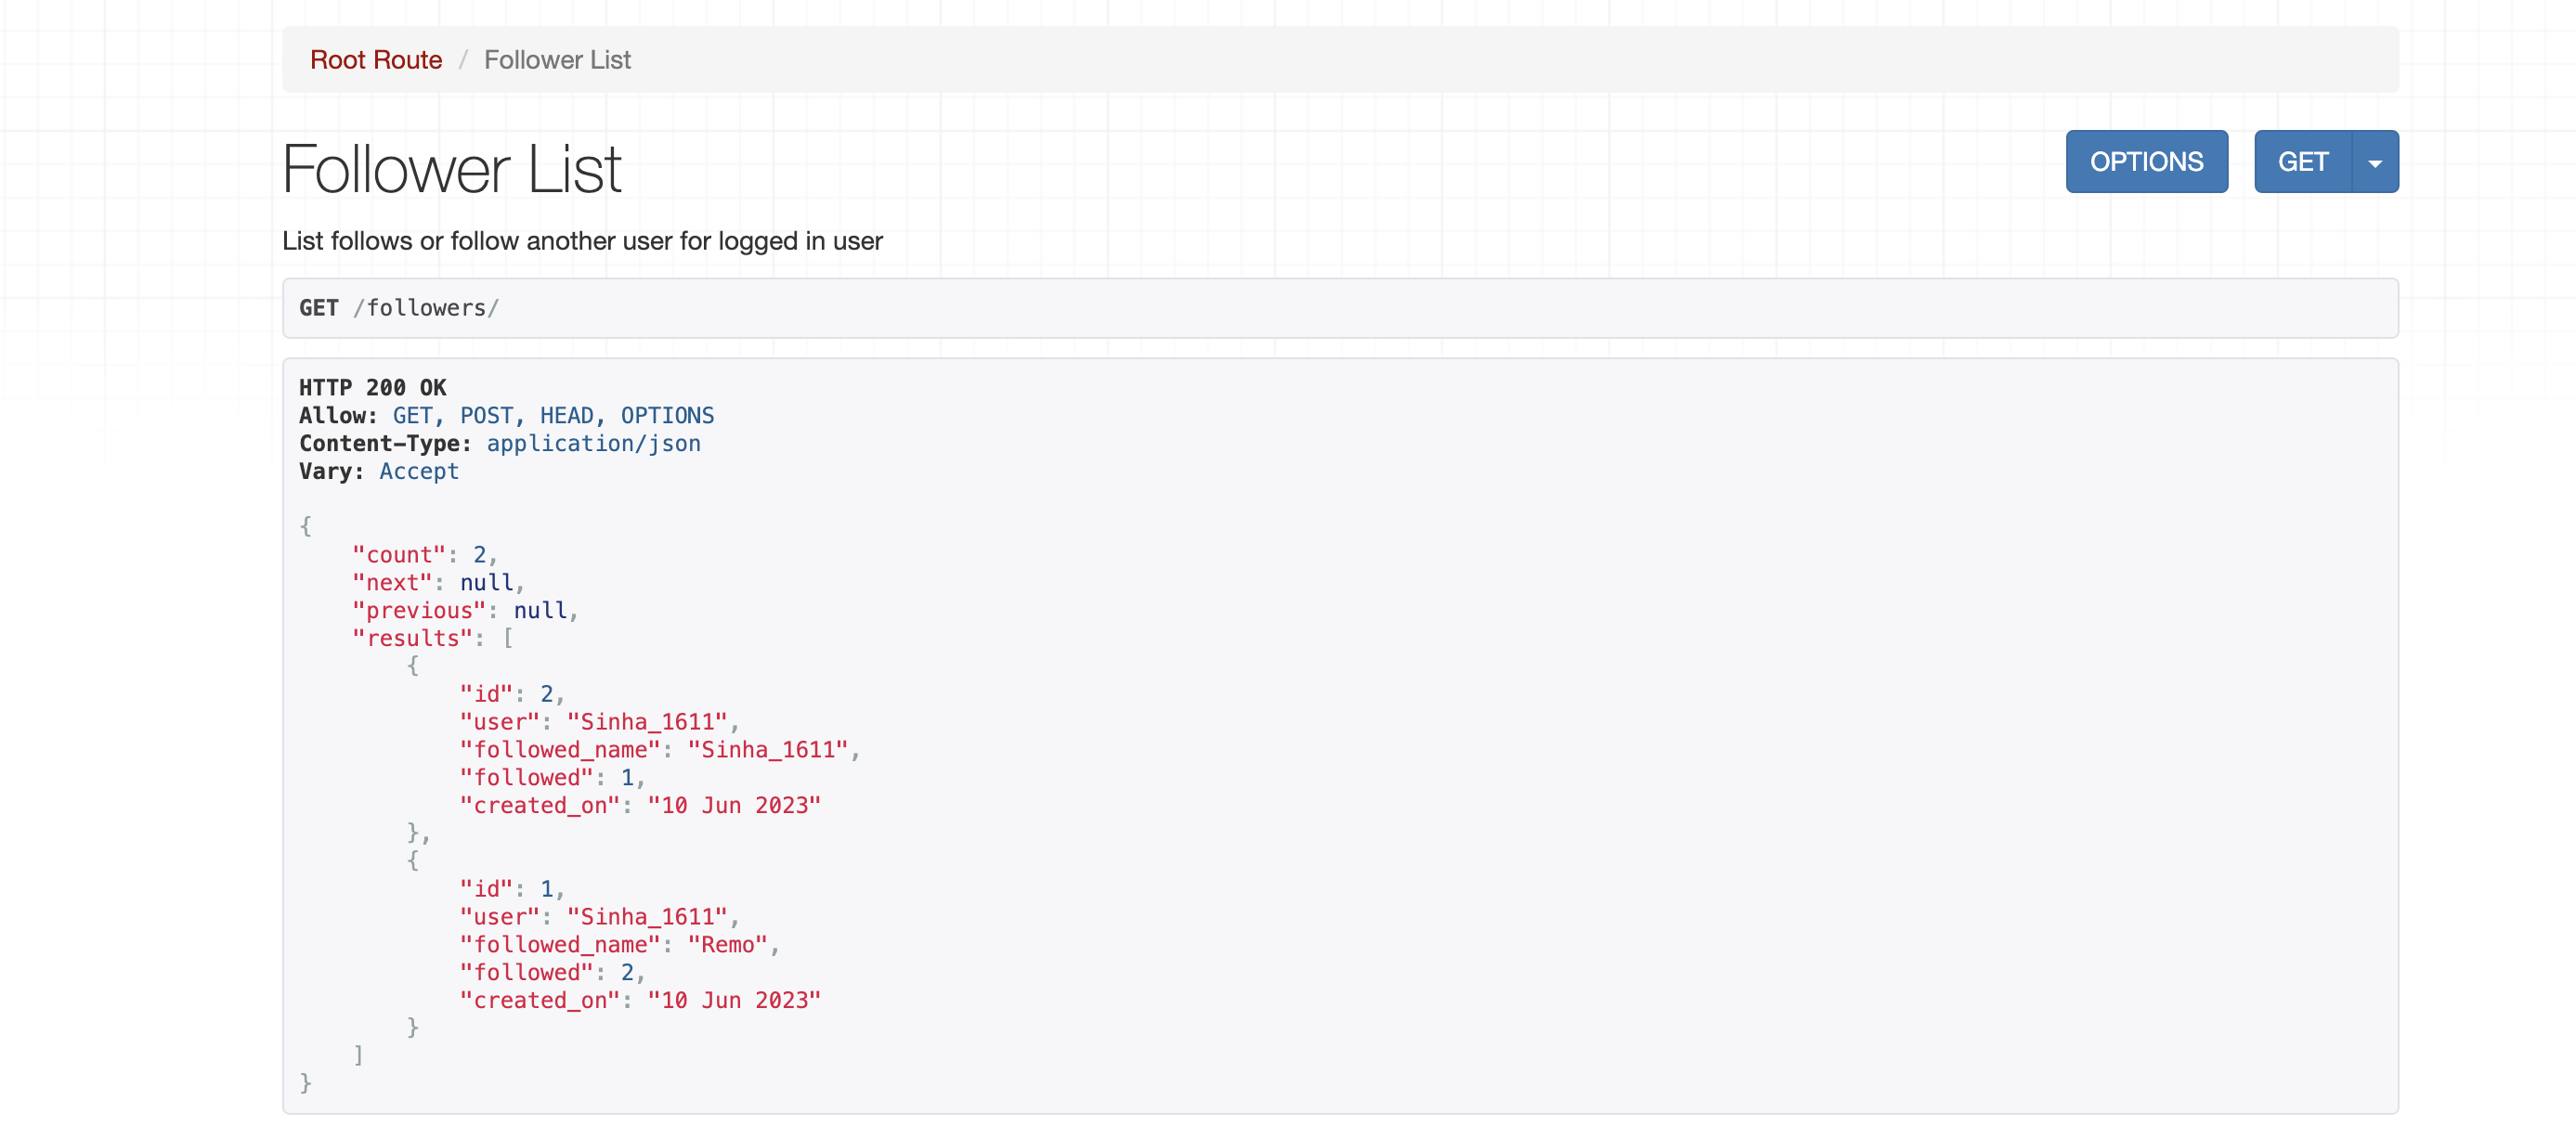 Root Route / Follower List
Follower List
OPTIONS GET
List follows or follow another user for logged in user
GET /followers/
HTTP 200 OK
Allow: GET, POST, HEAD, OPTIONS
Content-Type: application/json
Vary: Accept
{
    "count": 2,
    "next": null,
    "previous": null,
    "results": [
        {
            "id": 2,
            "user": "Sinha_1611",
            "followed_name": "Sinha_1611",
            "followed": 1,
            "created_on": "10 Jun 2023"
        },
        {
            "id": 1,
            "user": "Sinha_1611",
            "followed_name": "Remo",
            "followed": 2,
            "created_on": "10 Jun 2023"
        }
    ]
}